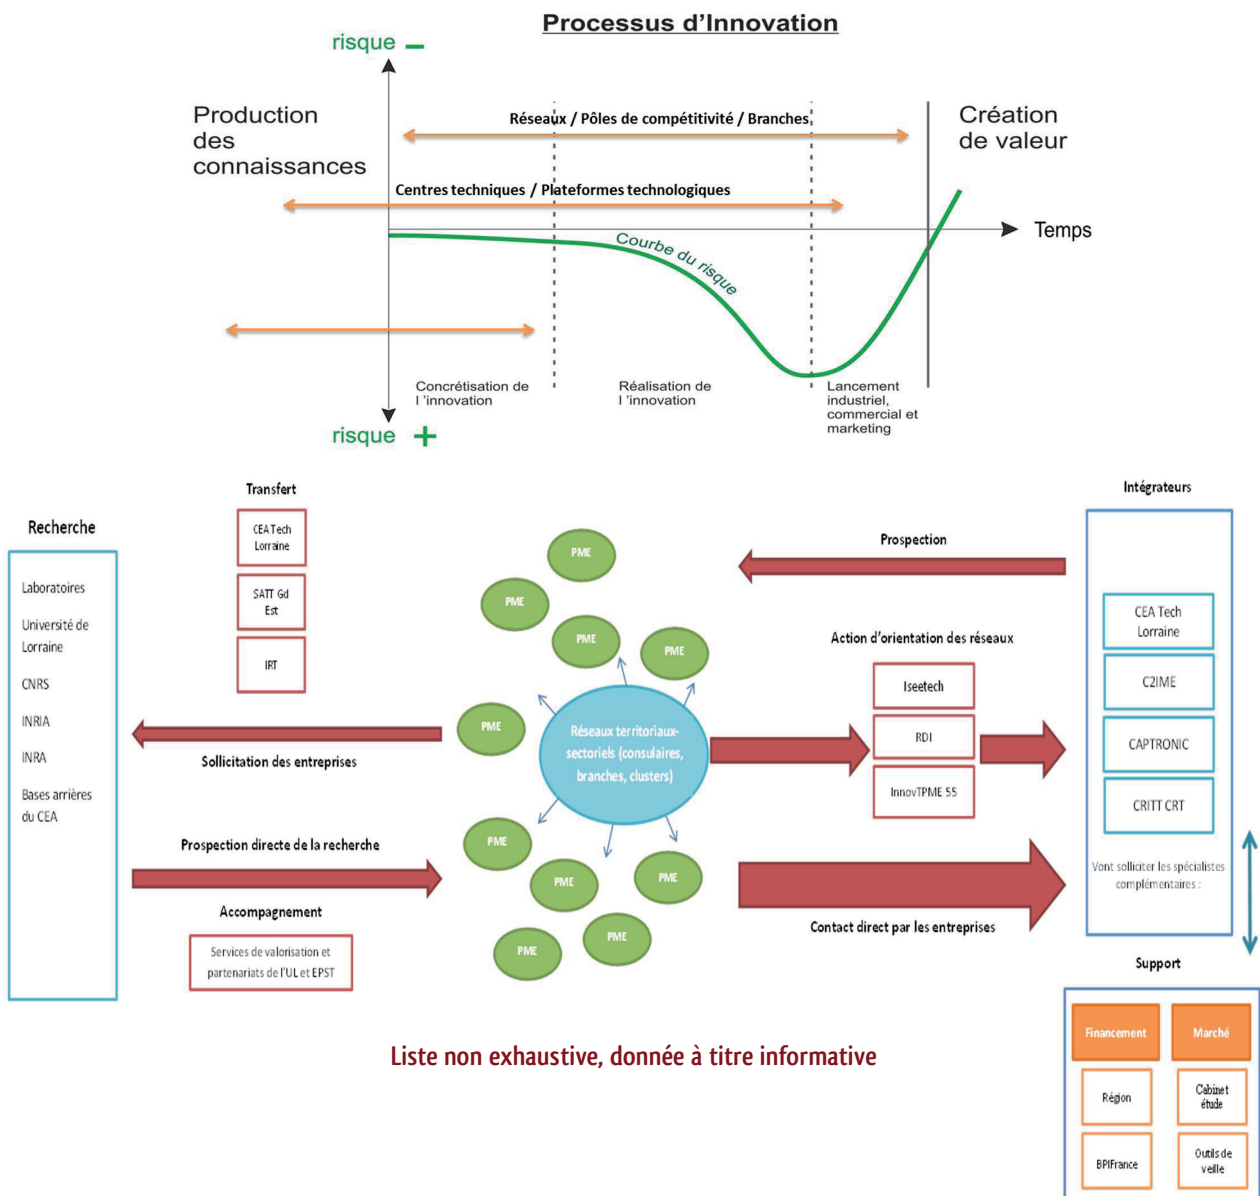 Processus d’Innovation
risque –
Production
des
connaissances
Réseaux / Pôles de compétitivité / Branches
Création
de valeur
Centres techniques / Plateformes technologiques
Temps
Courbe du risque
Concrétisation de
l ’innovation
Réalisation de
l ’innovation
Lancement
industriel,
commercial et
marketing
risque +
Recherche
Laboratoires
Université de
Lorraine
CNRS
INRIA
INRA
Bases arrières
du CEA
Transfert
CEA Tech
Lorraine
SATT Gd
Est
IRT
Sollicitation des entreprises
Prospection directe de la recherche
Accompagnement
Services de valorisation et
partenariats de l’UL et EPST
PME
PME
PME
PME
PME
Réseaux territoriaux-
sectoriels (consulaires,
branches, clusters)
PME
PME
PME
PME
PME
Prospection
Action d’orientation des réseaux
Iseetech
RDI
InnovTPME 55
Contact direct par les entreprises
Intégrateurs
CEA Tech
Lorraine
C2IME
CAPTRONIC
CRITT CRT
Vont solliciter les spécialistes
complémentaires :
Support
Financement
Marché
Région
Cabinet
étude
BPIFrance
Outils de
veille
Liste non exhaustive, donnée à titre informative